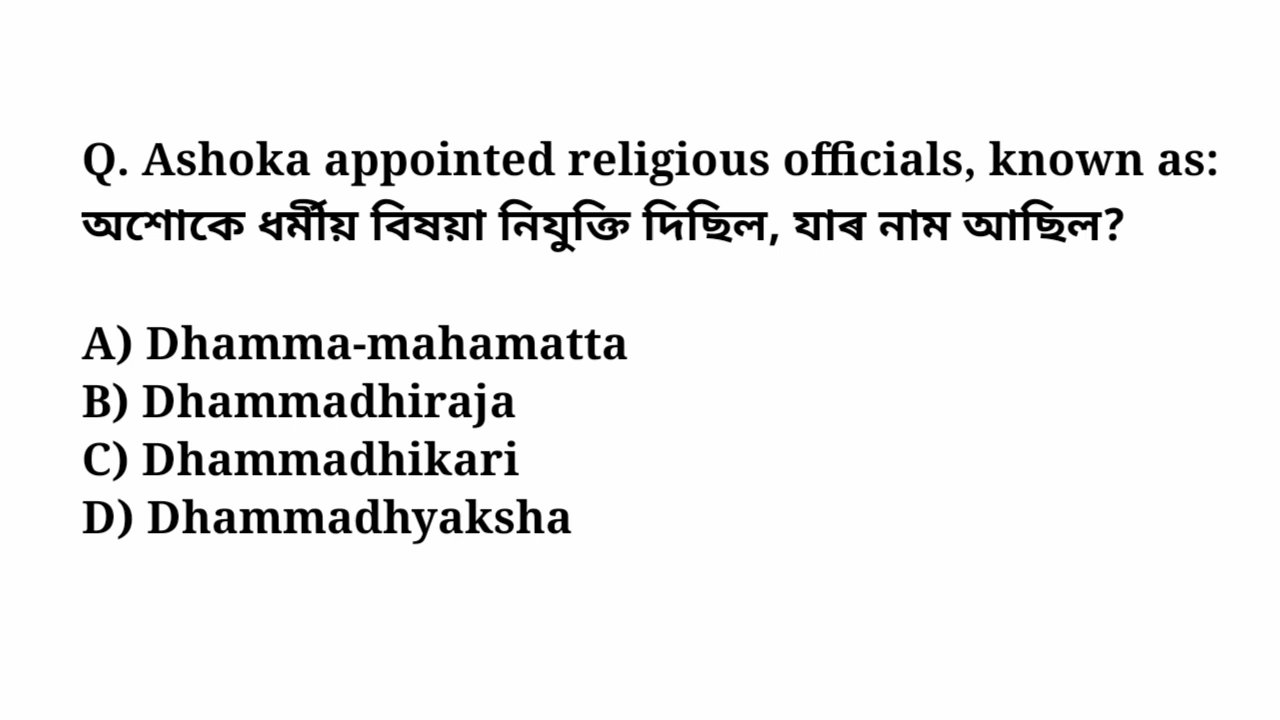 Q. Ashoka appointed religious officials, known as:
অশোকে ধৰ্মীয় বিষয়া নিযুক্তি দিছিল, যাৰ নাম আছিল?
A) Dhamma-mahamatta
B) Dhammadhiraja
C) Dhammadhikari
D) Dhammadhyaksha